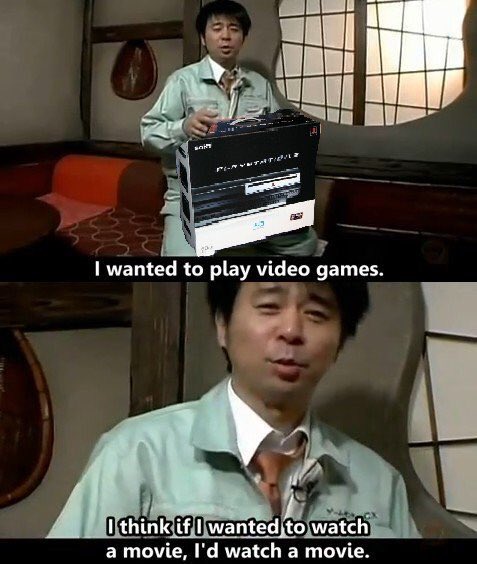 SONY
PLAYSTATION 3
I wanted to play video games.
I think if I wanted to watch
a movie, I'd watch a movie.